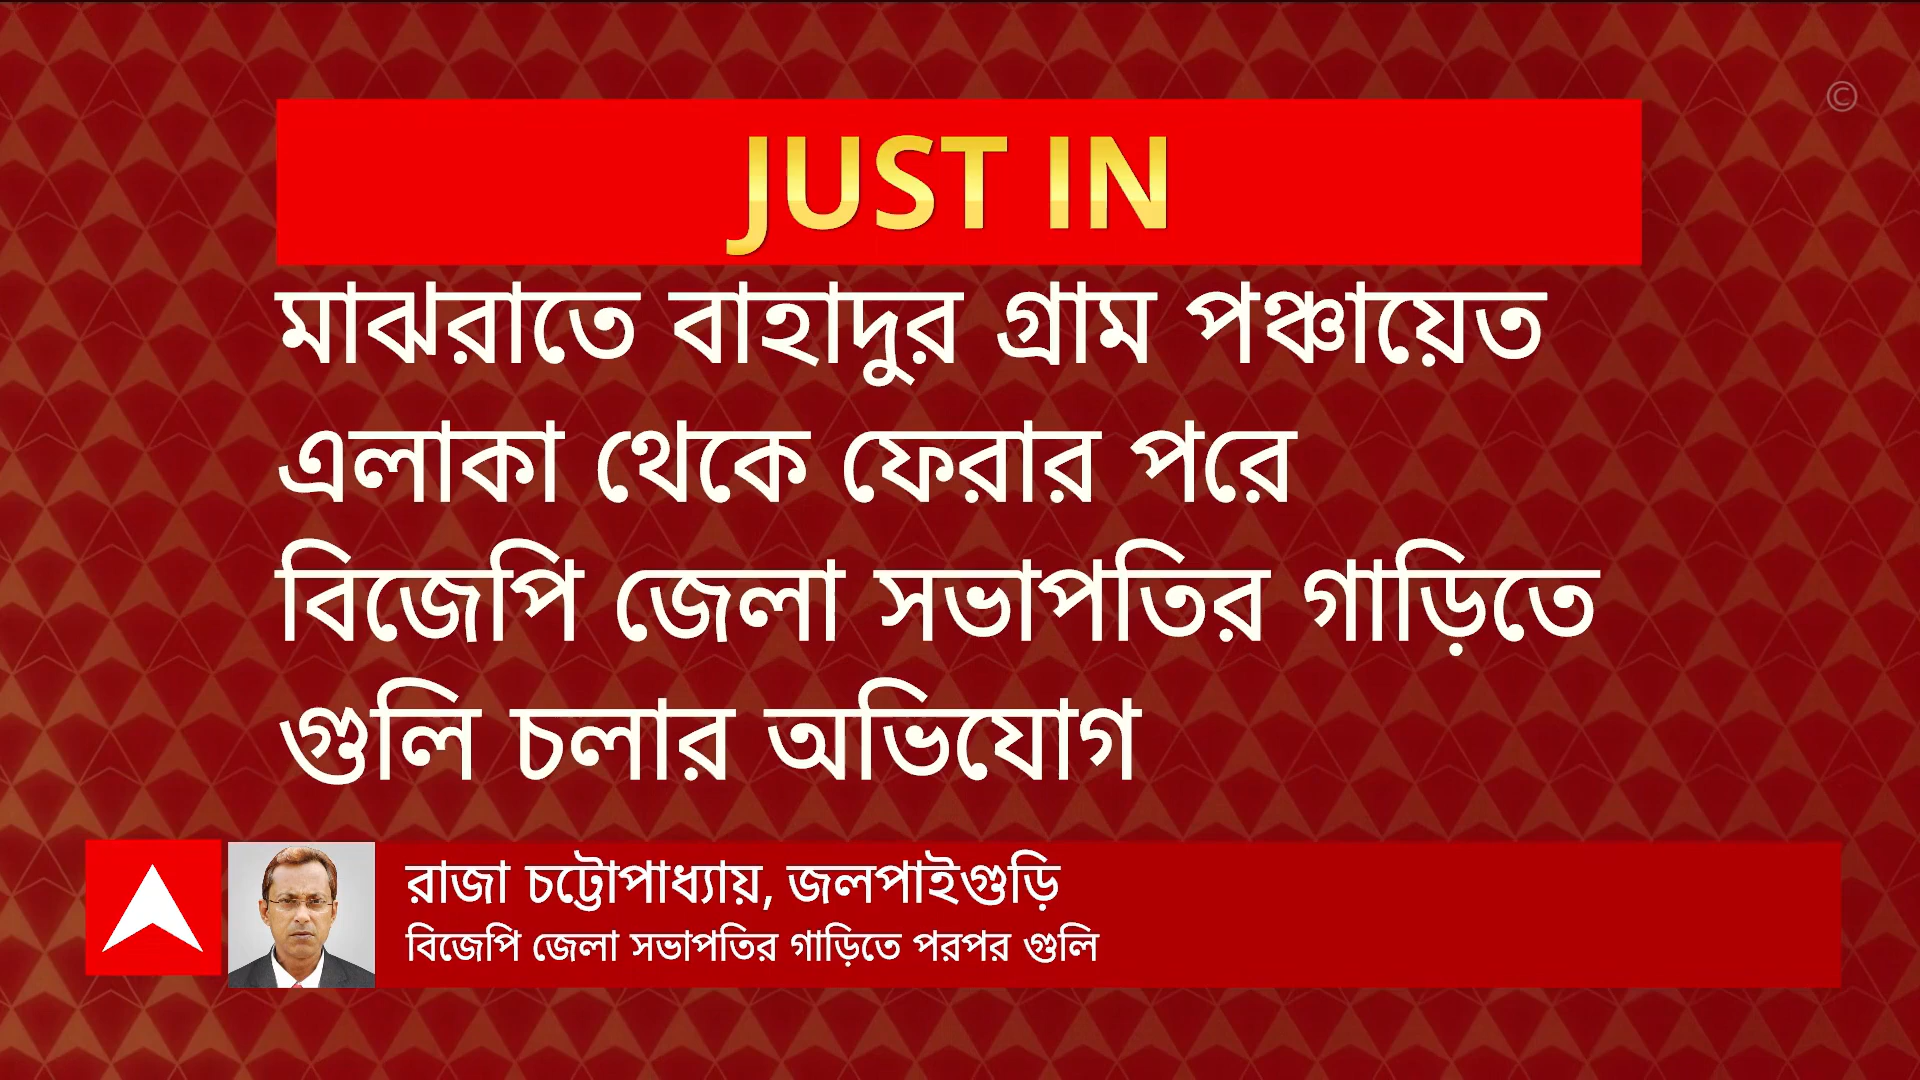 ©
JUST IN
মাঝরাতে বাহাদুর গ্রাম পঞ্চায়েত
এলাকা থেকে ফেরার পরে
বিজেপি জেলা সভাপতির গাড়িতে
গুলি চলার অভিযোগ
রাজা চট্টোপাধ্যায়, জলপাইগুড়ি
বিজেপি জেলা সভাপতির গাড়িতে পরপর গুলি